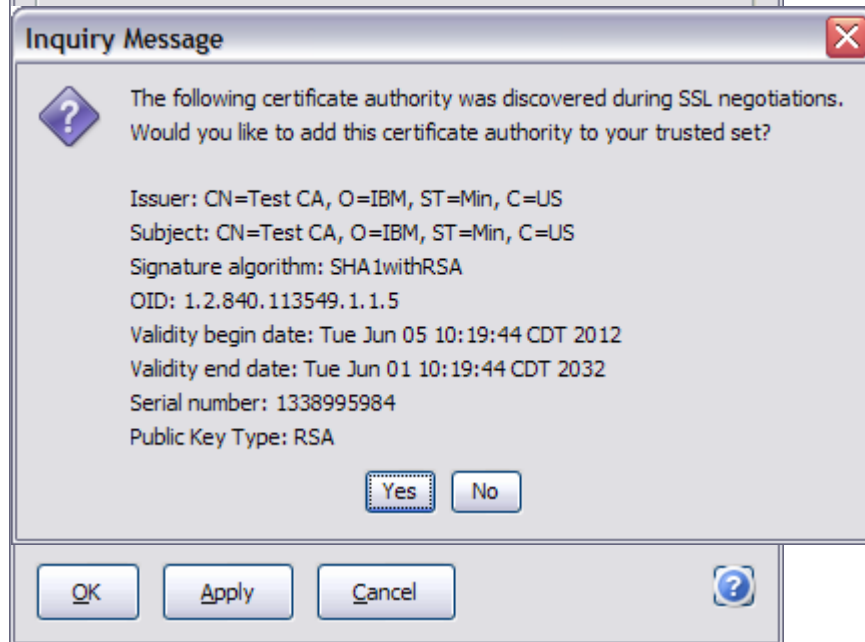 Inquiry Message
The following certificate authority was discovered during SSL negotiations.
Would you like to add this certificate authority to your trusted set?
Issuer: CN=Test CA, O=IBM, ST=Min, C=US
Subject: CN=Test CA, O=IBM, ST=Min, C=US
Signature algorithm: SHA1withRSA
OID: 1.2.840.113549.1.1.5
Validity begin date: Tue Jun 05 10:19:44 CDT 2012
Validity end date: Tue Jun 01 10:19:44 CDT 2032
Serial number: 1338995984
Public Key Type: RSA
Yes No
OK Apply Cancel